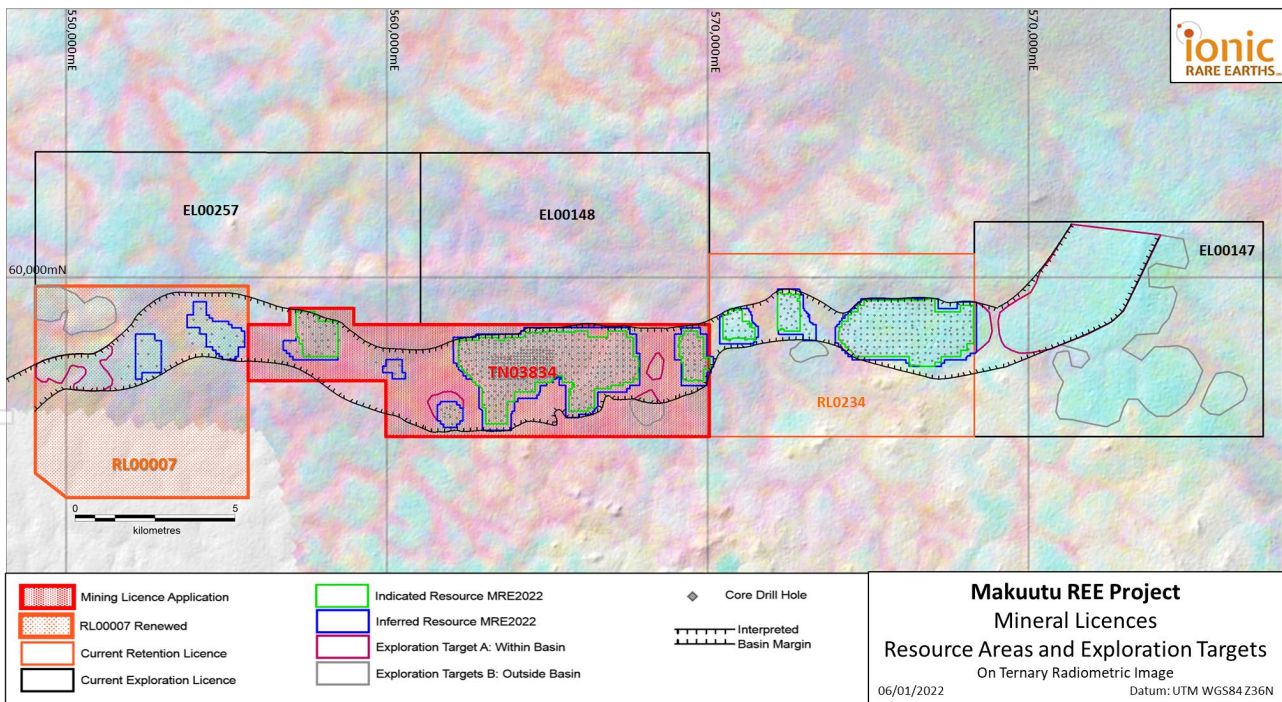 550,000mE
560,000mE
570,000mE
570,000mE
ionic
RARE EARTHS
EL00257
EL00148
EL00147
60,000mN
TN03834
RL0234
RL00007
0 5
kilometres
Mining Licence Application
RL00007 Renewed
Current Retention Licence
Current Exploration Licence
Indicated Resource MRE2022
Inferred Resource MRE2022
Exploration Target A: Within Basin
Exploration Targets B: Outside Basin
Core Drill Hole
Interpreted
Basin Margin
Makuutu REE Project
Mineral Licences
Resource Areas and Exploration Targets
On Ternary Radiometric Image
06/01/2022 Datum: UTM WGS84 Z36N